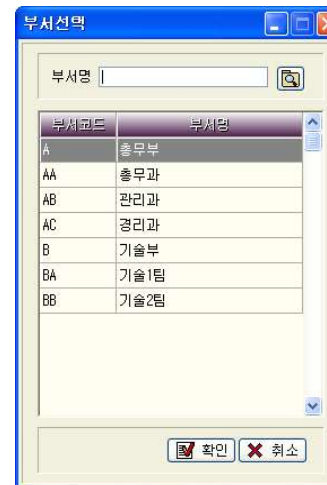 부서선택
부서명
부서코드 부서명
A 총무부
AA 총무과
AB 관리과
AC 경리과
B 기술부
BA 기술1팀
BB 기술2팀
확인 취소